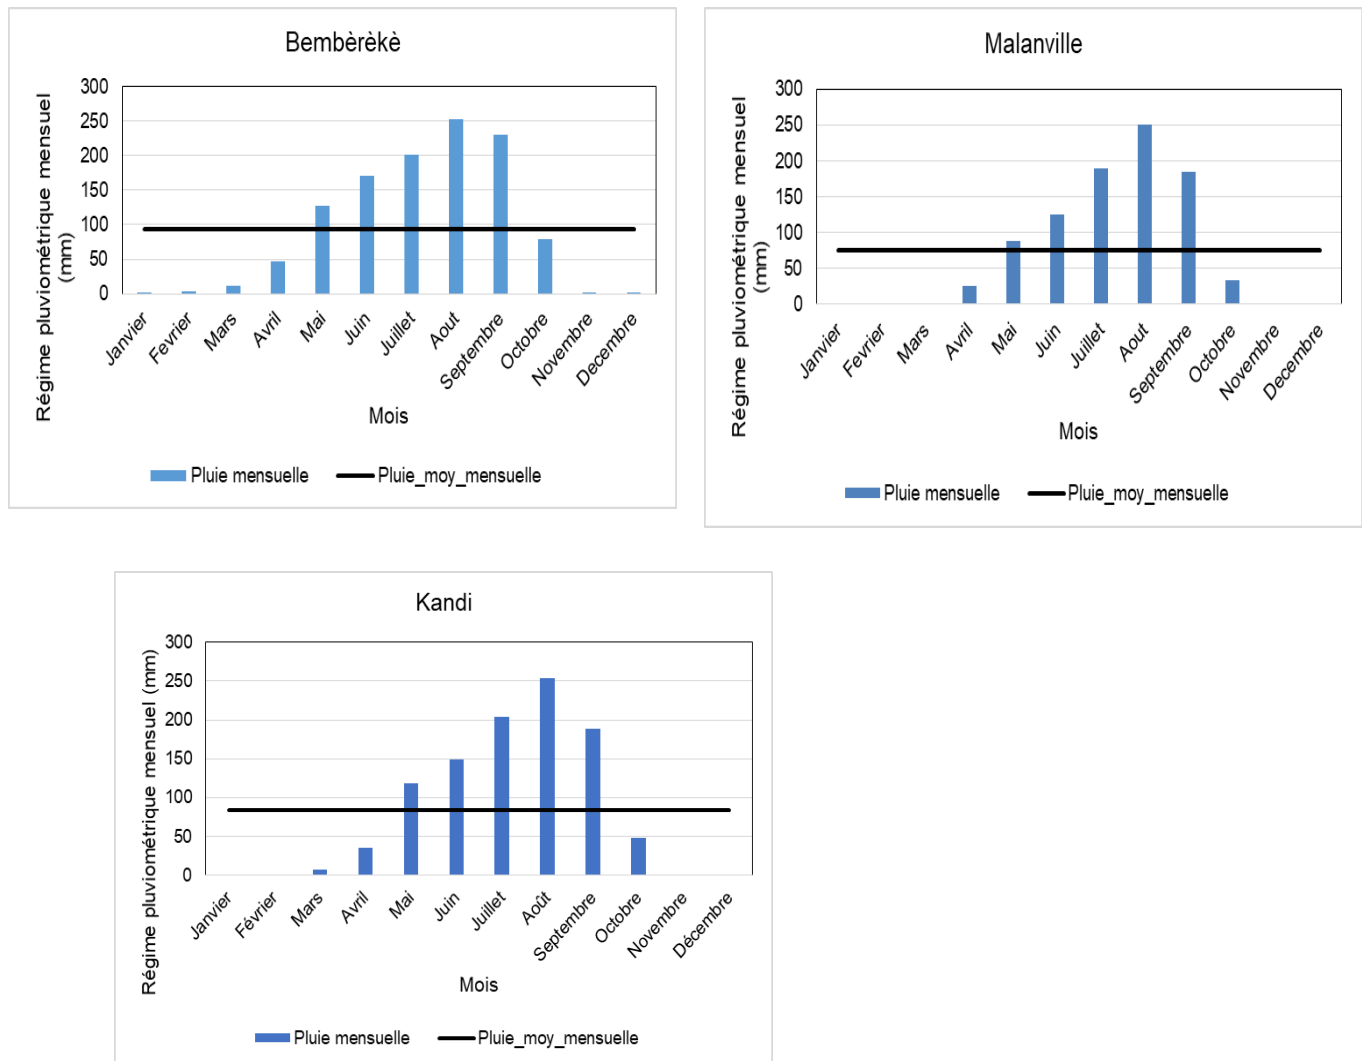 Bembèrèkè
Régime pluviométrique mensuel
(mm)
300
250
200
150
100
50
0
Janvier
Fevrier
Mars
Avril
Mai
Juin
Juillet
Aout
Septembre
Octobre
Novembre
Decembre
Mois
Pluie mensuelle
Pluie_moy_mensuelle
Malanville
Régime pluviométrique mensuel
(mm)
300
250
200
150
100
50
0
Janvier
Fevrier
Mars
Avril
Mai
Juin
Juillet
Aout
Septembre
Octobre
Novembre
Decembre
Mois
Pluie mensuelle
Pluie_moy_mensuelle
Kandi
Régime pluviométrique mensuel (mm)
300
250
200
150
100
50
0
Janvier
Février
Mars
Avril
Mai
Juin
Juillet
Août
Septembre
Octobre
Novembre
Décembre
Mois
Pluie mensuelle
Pluie_moy_mensuelle